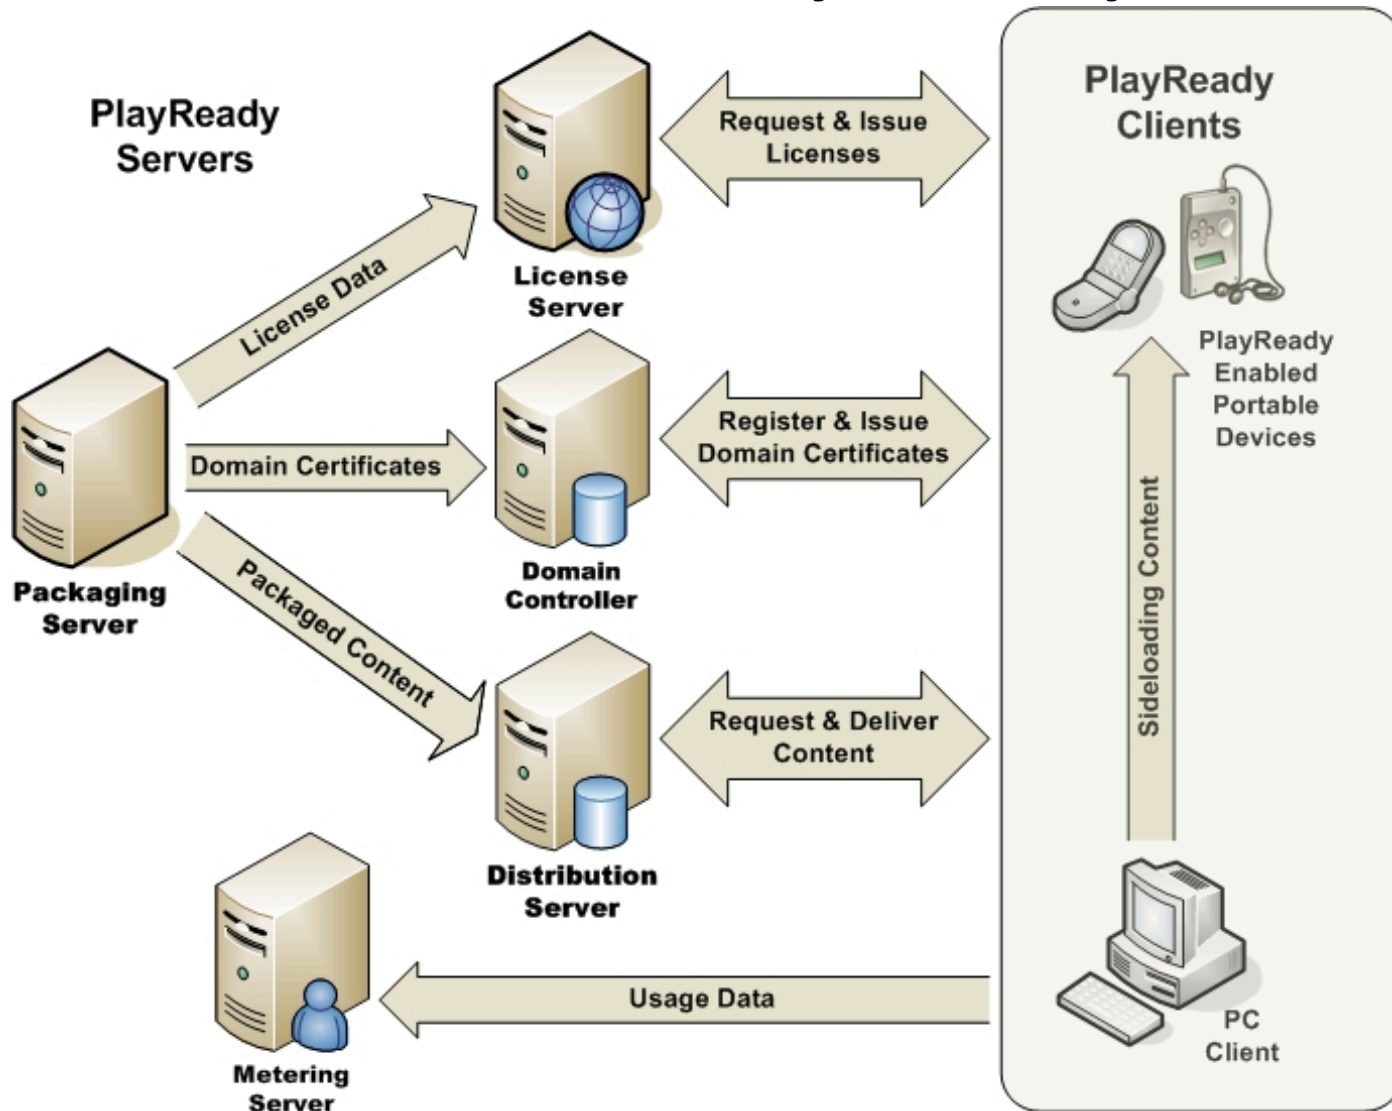 PlayReady
Servers
PlayReady
Clients
Request & Issue
Licenses
License Data
License
Server
PlayReady
Enabled
Portable
Devices
Register & Issue
Domain Certificates
Domain Certificates
Packaging
Server
Domain
Controller
Packaged Content
Sideloading Content
Request & Deliver
Content
Distribution
Server
Usage Data
PC
Client
Metering
Server